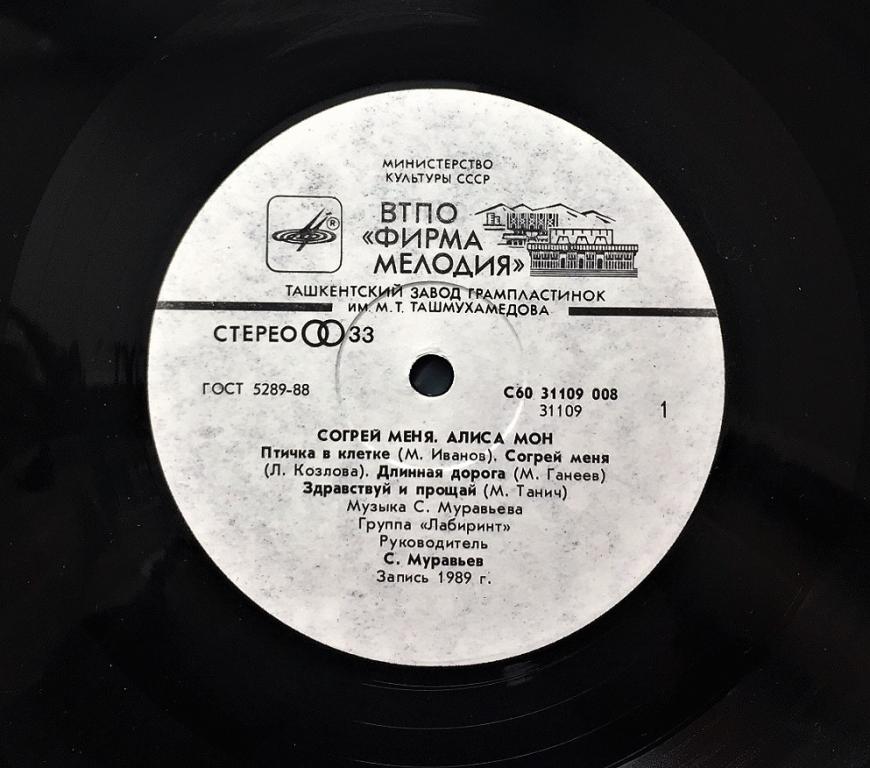 МИНИСТЕРСТВО
КУЛЬТУРЫ СССР
®
ВТПО
«ФИРМА
МЕЛОДИЯ»
ТАШКЕНТСКИЙ ЗАВОД ГРАМПЛАСТИНОК
ИМ. М. Т. ТАШМУХАМЕДОВА
СТЕРЕО 33
ГОСТ 5289-88
С60 31109 008
31109
1
СОГРЕЙ МЕНЯ. АЛИСА МОН
Птичка в клетке (М. Иванов). Согрей меня
(Л. Козлова). Длинная дорога (М. Ганеев)
Здравствуй и прощай (М. Танич)
Музыка С. Муравьева
Группа «Лабиринт»
Руководитель
С. Муравьев
Запись 1989 г.